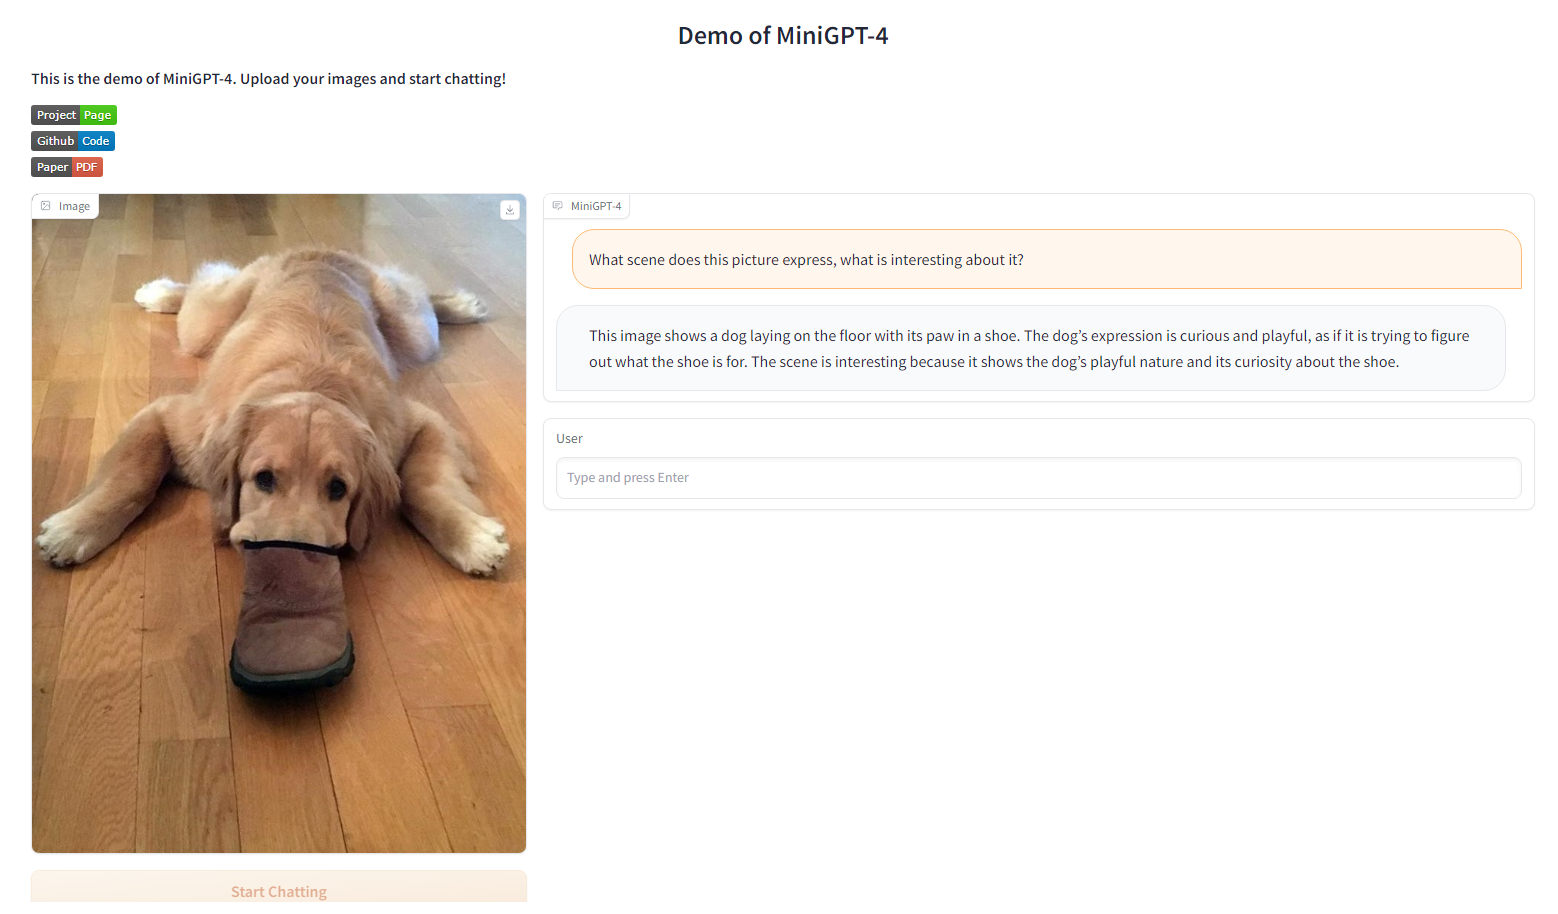 Demo of MiniGPT-4
This is the demo of MiniGPT-4. Upload your images and start chatting!
Project Page
Github Code
Paper PDF
Image
MiniGPT-4
What scene does this picture express, what is interesting about it?
This image shows a dog laying on the floor with its paw in a shoe. The dog’s expression is curious and playful, as if it is trying to figure
out what the shoe is for. The scene is interesting because it shows the dog’s playful nature and its curiosity about the shoe.
User
Type and press Enter
Start Chatting